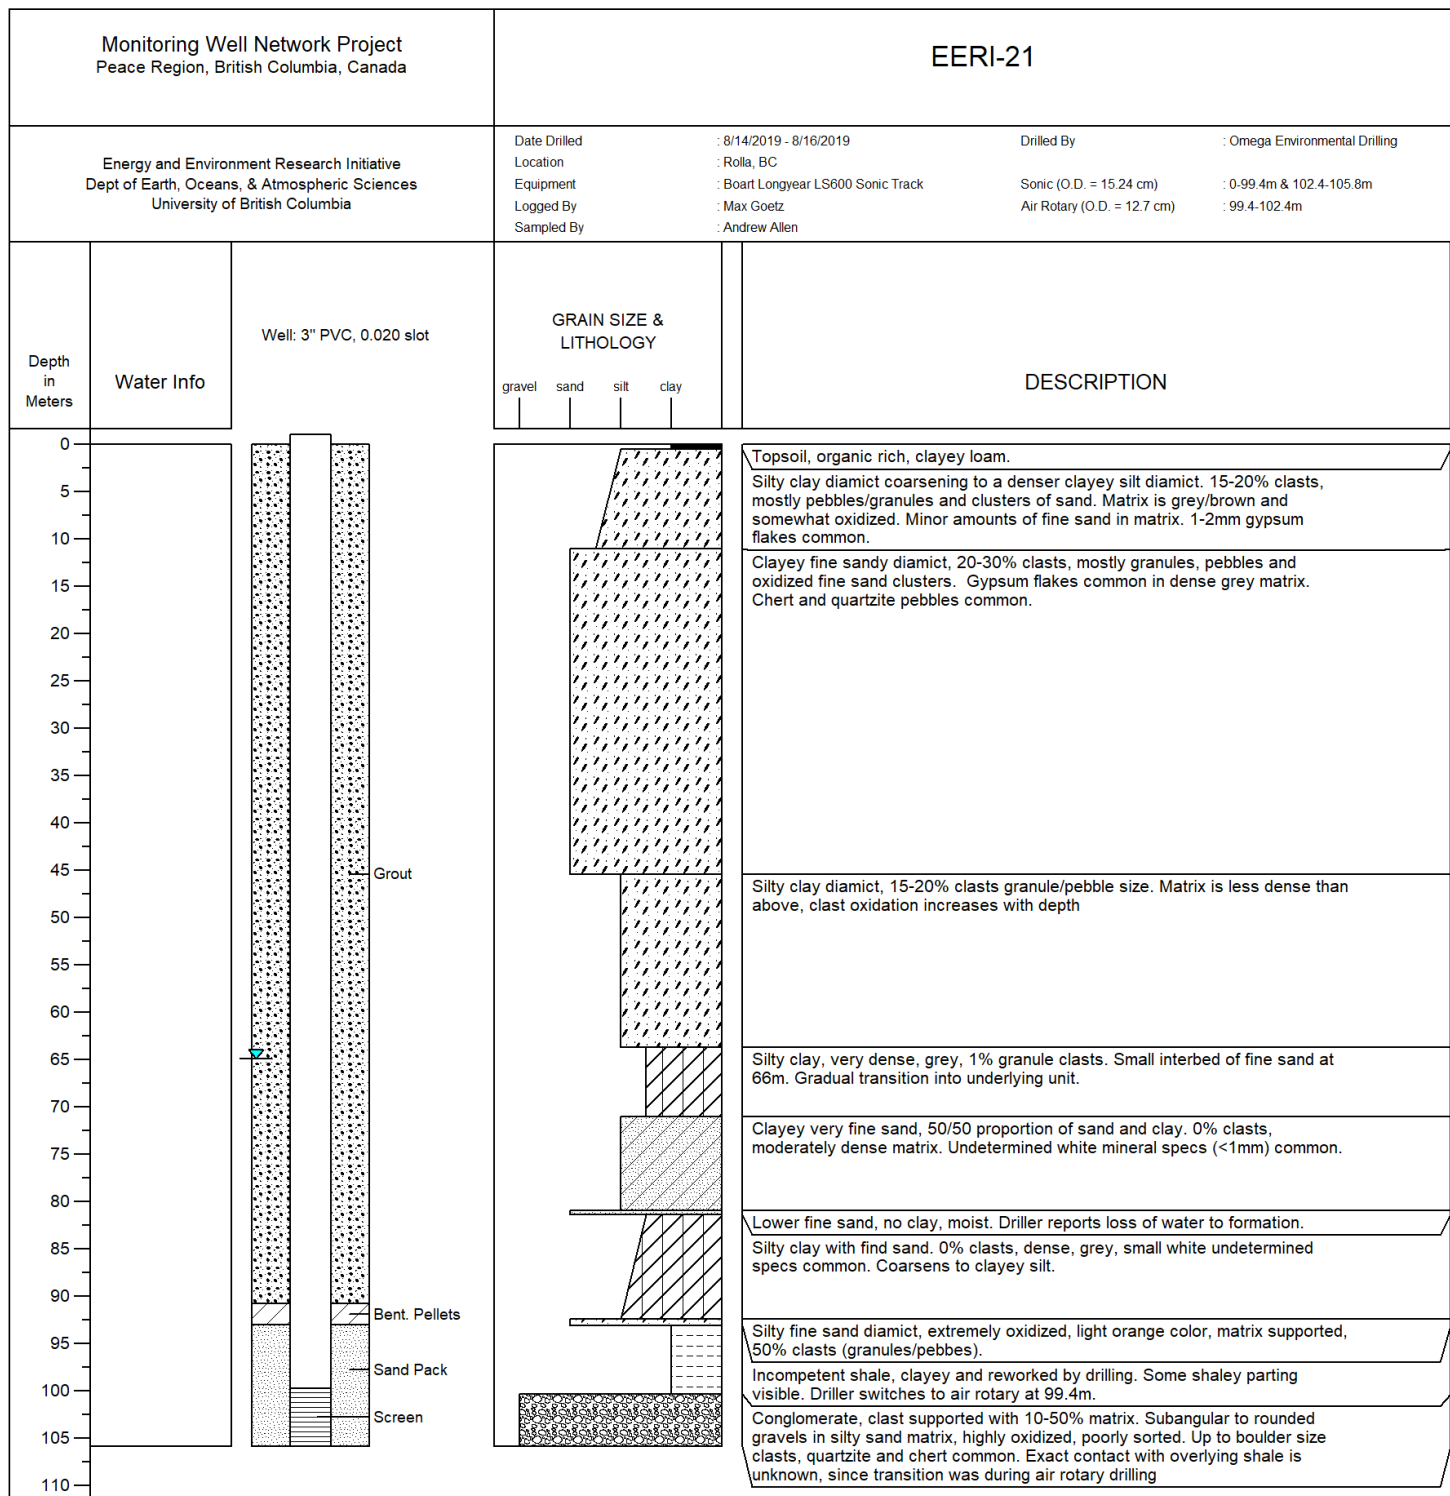 Monitoring Well Network Project
Peace Region, British Columbia, Canada
EERI-21
Energy and Environment Research Initiative
Dept of Earth, Oceans, & Atmospheric Sciences
University of British Columbia
Date Drilled : 8/14/2019 - 8/16/2019 Drilled By : Omega Environmental Drilling
Location : Rolla, BC
Equipment : Boart Longyear LS600 Sonic Track Sonic (O.D. = 15.24 cm) : 0-99.4m & 102.4-105.8m
Logged By : Max Goetz Air Rotary (O.D. = 12.7 cm) : 99.4-102.4m
Sampled By : Andrew Allen
Depth
in
Meters
Water Info
Well: 3" PVC, 0.020 slot
GRAIN SIZE &
LITHOLOGY
gravel sand silt clay
DESCRIPTION
0
5
10
15
20
25
30
35
40
45
50
55
60
65
70
75
80
85
90
95
100
105
110
Grout
Bent. Pellets
Sand Pack
Screen
Topsoil, organic rich, clayey loam.
Silty clay diamict coarsening to a denser clayey silt diamict. 15-20% clasts,
mostly pebbles/granules and clusters of sand. Matrix is grey/brown and
somewhat oxidized. Minor amounts of fine sand in matrix. 1-2mm gypsum
flakes common.
Clayey fine sandy diamict, 20-30% clasts, mostly granules, pebbles and
oxidized fine sand clusters. Gypsum flakes common in dense grey matrix.
Chert and quartzite pebbles common.
Silty clay diamict, 15-20% clasts granule/pebble size. Matrix is less dense than
above, clast oxidation increases with depth
Silty clay, very dense, grey, 1% granule clasts. Small interbed of fine sand at
66m. Gradual transition into underlying unit.
Clayey very fine sand, 50/50 proportion of sand and clay. 0% clasts,
moderately dense matrix. Undetermined white mineral specs (<1mm) common.
Lower fine sand, no clay, moist. Driller reports loss of water to formation.
Silty clay with find sand. 0% clasts, dense, grey, small white undetermined
specs common. Coarsens to clayey silt.
Silty fine sand diamict, extremely oxidized, light orange color, matrix supported,
50% clasts (granules/pebbes).
Incompetent shale, clayey and reworked by drilling. Some shaley parting
visible. Driller switches to air rotary at 99.4m.
Conglomerate, clast supported with 10-50% matrix. Subangular to rounded
gravels in silty sand matrix, highly oxidized, poorly sorted. Up to boulder size
clasts, quartzite and chert common. Exact contact with overlying shale is
unknown, since transition was during air rotary drilling